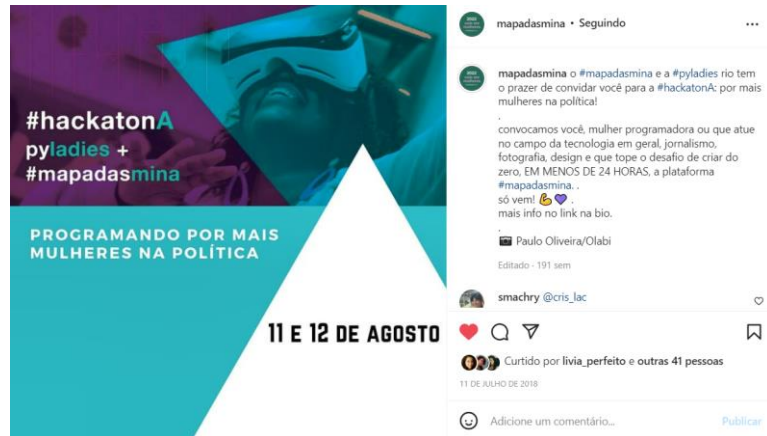 #hackatonA
pyladies +
#mapadasmina
PROGRAMANDO POR MAIS
MULHERES NA POLÍTICA
11 E 12 DE AGOSTO
mapadasmina • Seguindo
mapadasmina o #mapadasmina e a #pyladies rio tem
o prazer de convidar você para a #hackatonA: por mais
mulheres na política!
.
convocamos você, mulher programadora ou que atue
no campo da tecnologia em geral, jornalismo,
fotografia, design e que tope o desafio de criar do
zero, EM MENOS DE 24 HORAS, a plataforma
#mapadasmina. .
só vem! 💪💜 .
mais info no link na bio.
.
📷 Paulo Oliveira/Olabi
Editado · 191 sem
smachry @cris_lac
Curtido por livia_perfeito e outras 41 pessoas
11 DE JULHO DE 2018
Adicione um comentário...
Publicar